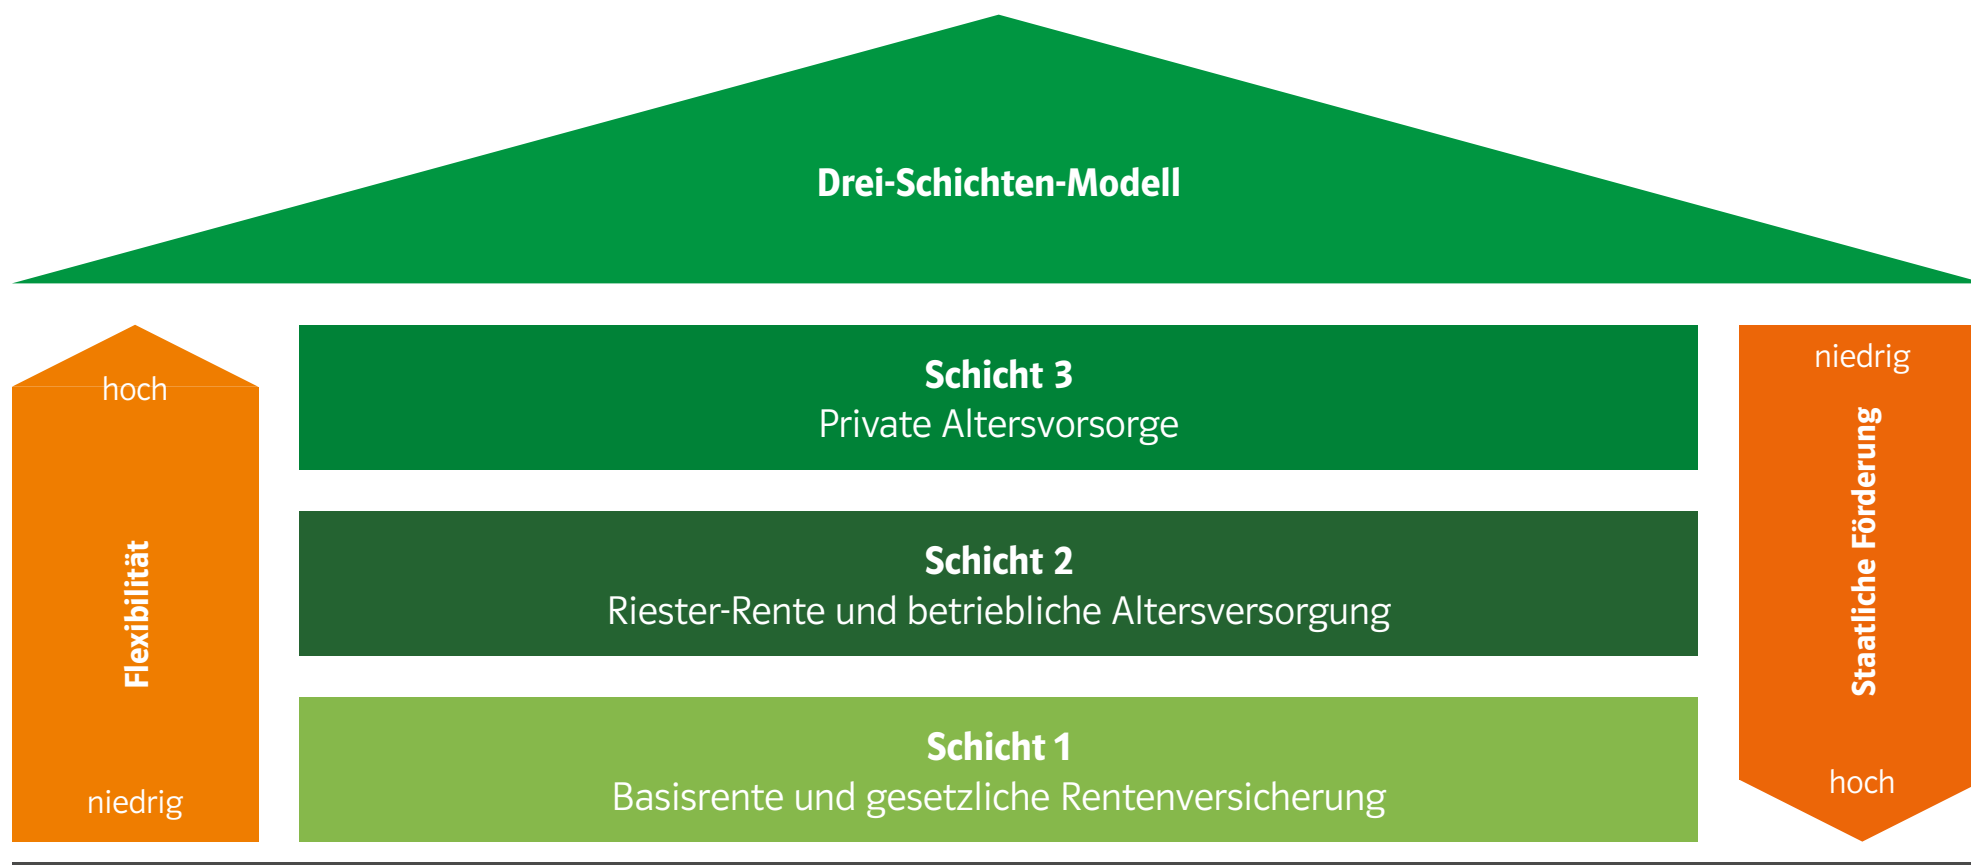 Drei-Schichten-Modell
hoch
Flexibilität
niedrig
Schicht 3
Private Altersvorsorge
Schicht 2
Riester-Rente und betriebliche Altersversorgung
Schicht 1
Basisrente und gesetzliche Rentenversicherung
niedrig
Staatliche Förderung
hoch